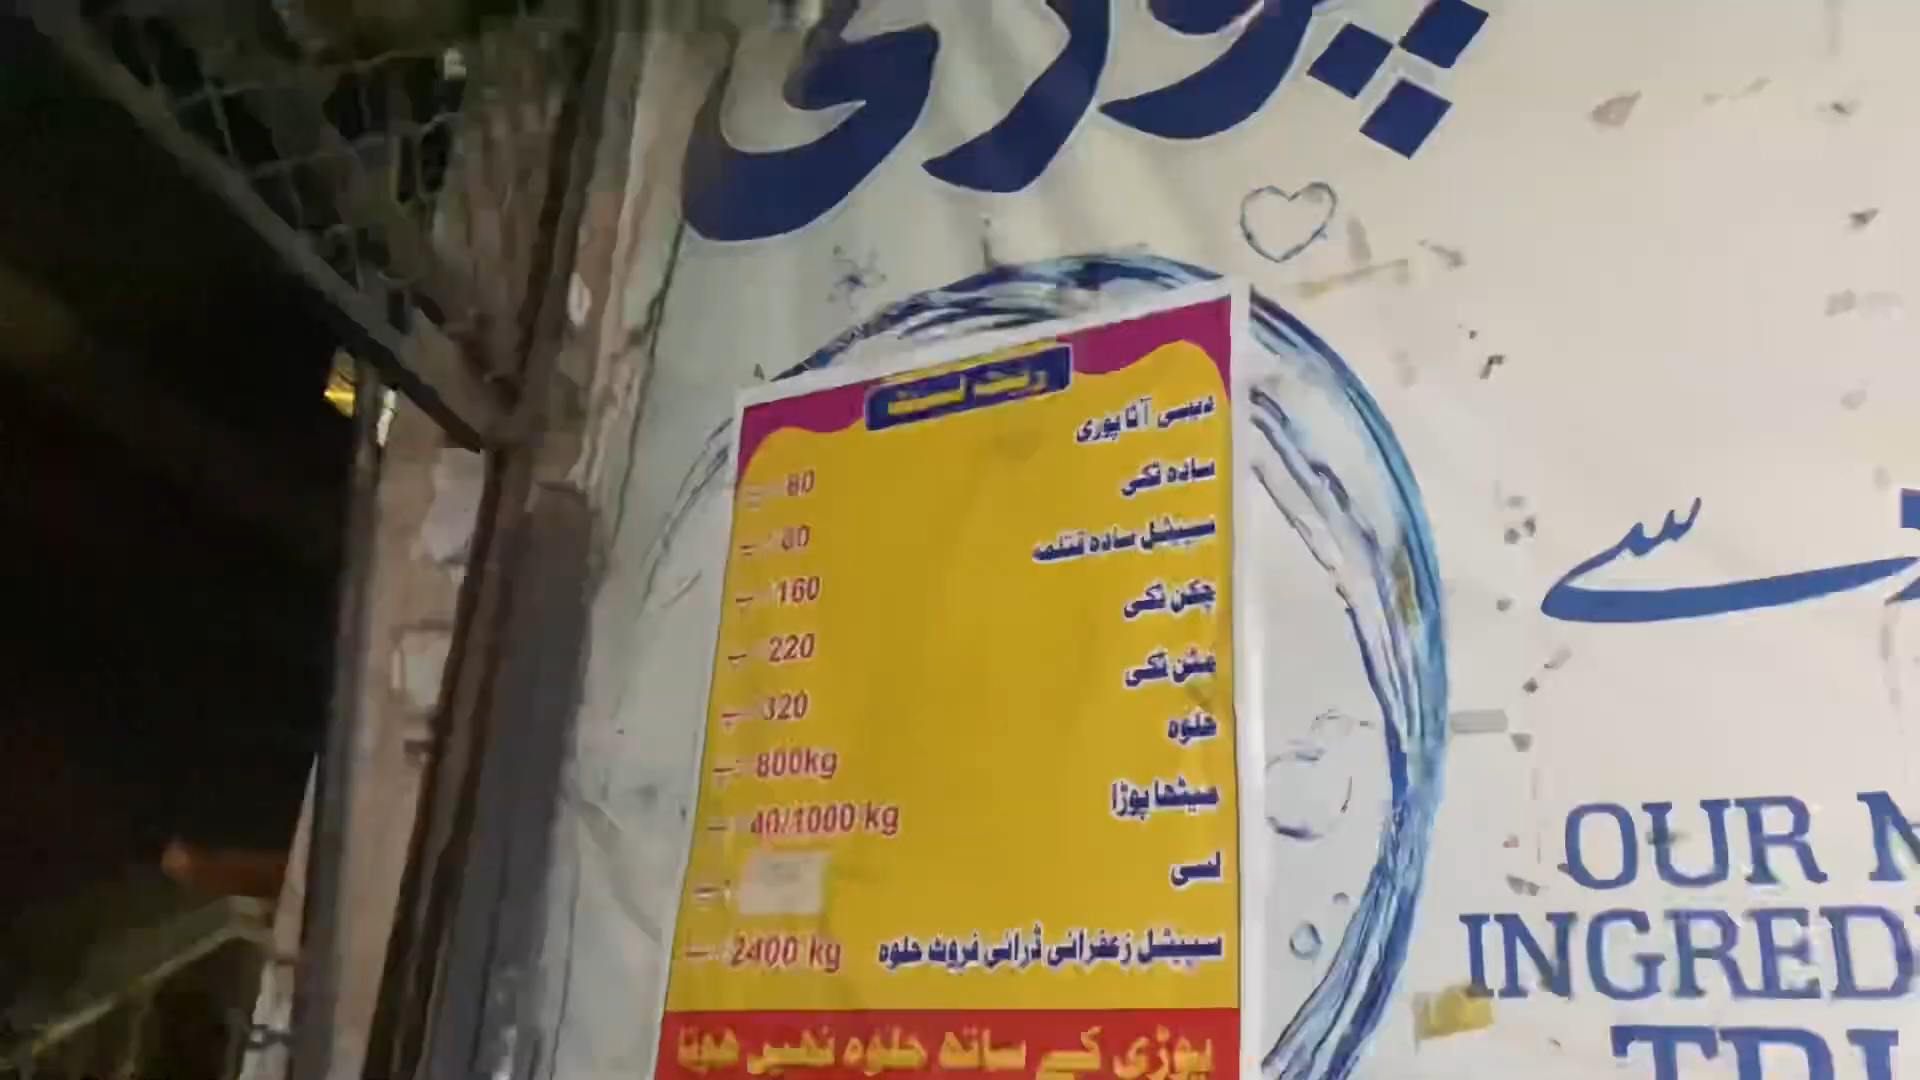 پوڑی
ریٹ لسٹ
دیسی آٹا پوری 80
سادہ ٹکی 80
سپیشل سادہ قتلمہ 160
چکن ٹکی 220
مٹن ٹکی 320
حلوہ 800kg
میٹھا پوڑا 40/1000 kg
لسی
سپیشل زعفرانی ڈرائی فروٹ حلوہ 2400 kg
پوڑی کے ساتھ حلوہ نہیں ہوتا
سے
OUR